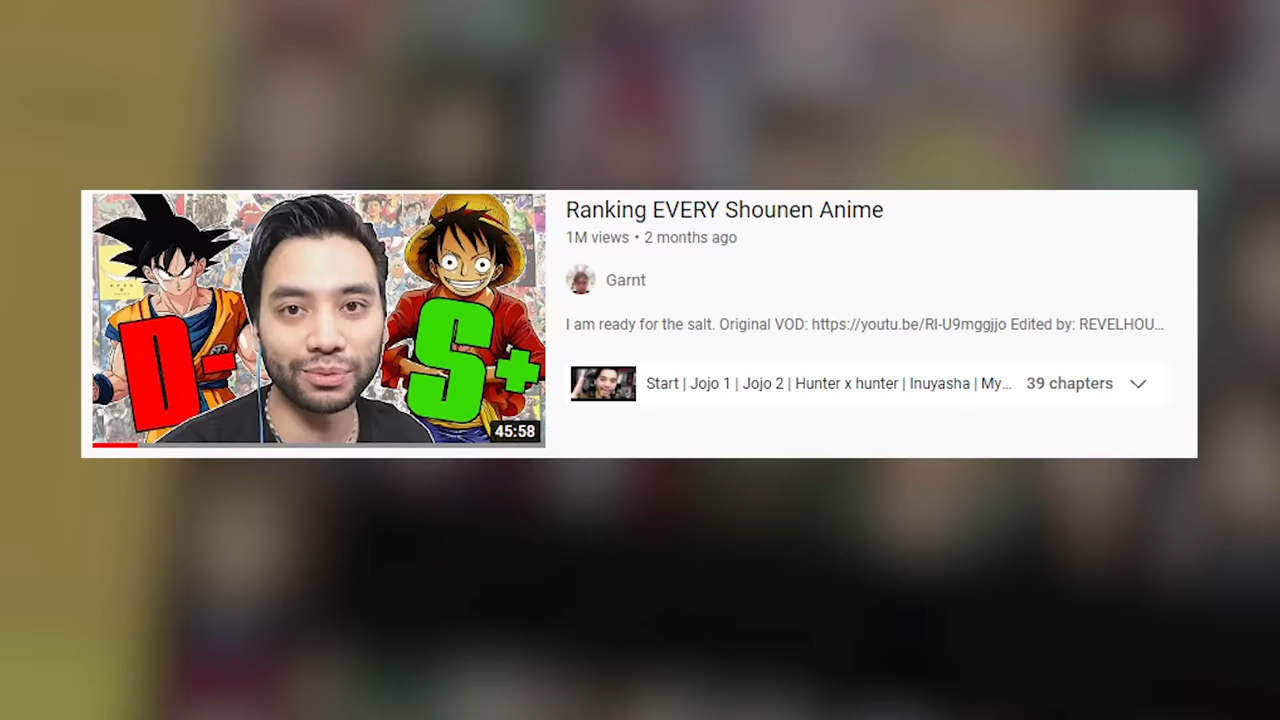 D-
S+
45:58
Ranking EVERY Shounen Anime
1M views • 2 months ago
Garnt
I am ready for the salt. Original VOD: https://youtu.be/RI-U9mggjjo Edited by: REVELHOU...
Start | Jojo 1 | Jojo 2 | Hunter x hunter | Inuyasha | My... 39 chapters